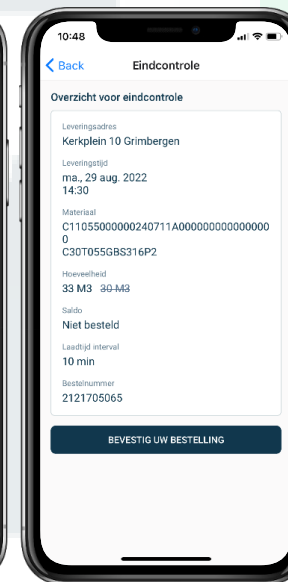 10:48
Back
Eindcontrole
Overzicht voor eindcontrole
Leveringsadres
Kerkplein 10 Grimbergen
Leveringstijd
ma., 29 aug. 2022
14:30
Materiaal
C11055000000240711A000000000000000
0
C30T055GBS316P2
Hoeveelheid
33 M3 30 M3
Saldo
Niet besteld
Laadtijd interval
10 min
Bestelnummer
2121705065
BEVESTIG UW BESTELLING